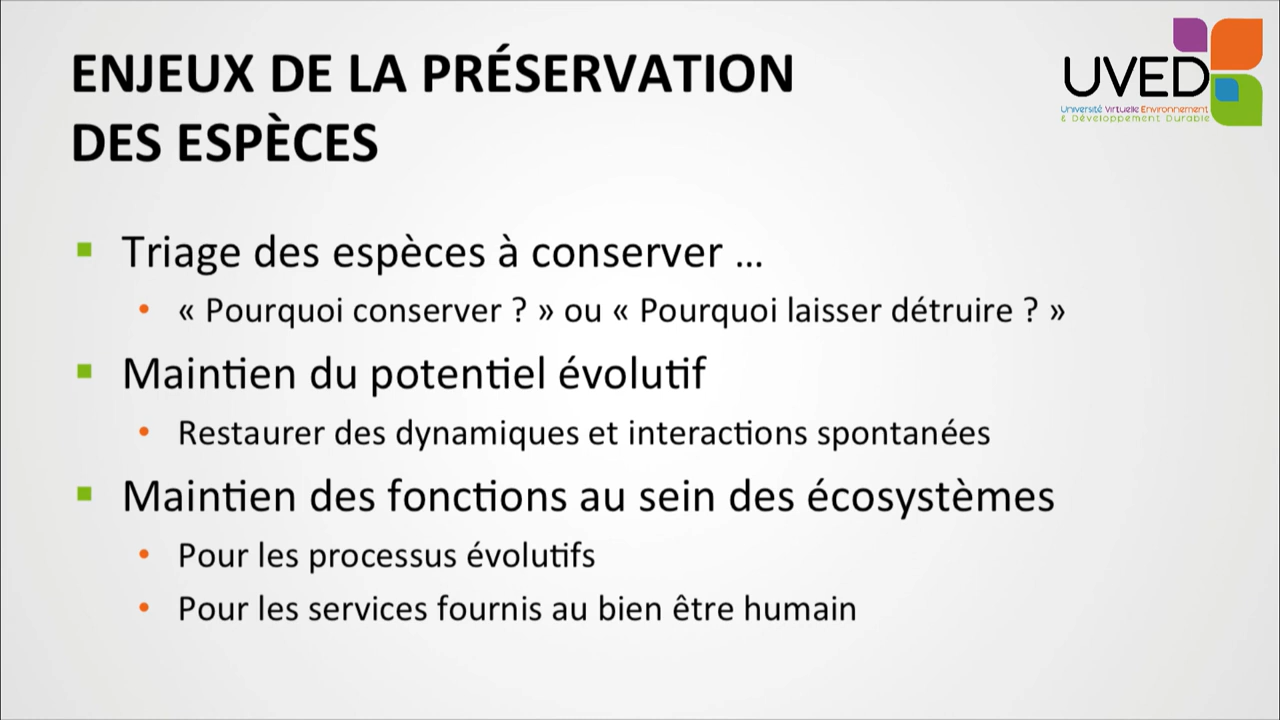 ENJEUX DE LA PRÉSERVATION
DES ESPÈCES
UVED
Université Virtuelle Environnement
& Développement Durable
Triage des espèces à conserver ...
« Pourquoi conserver ? » ou « Pourquoi laisser détruire ? »
Maintien du potentiel évolutif
Restaurer des dynamiques et interactions spontanées
Maintien des fonctions au sein des écosystèmes
Pour les processus évolutifs
Pour les services fournis au bien être humain